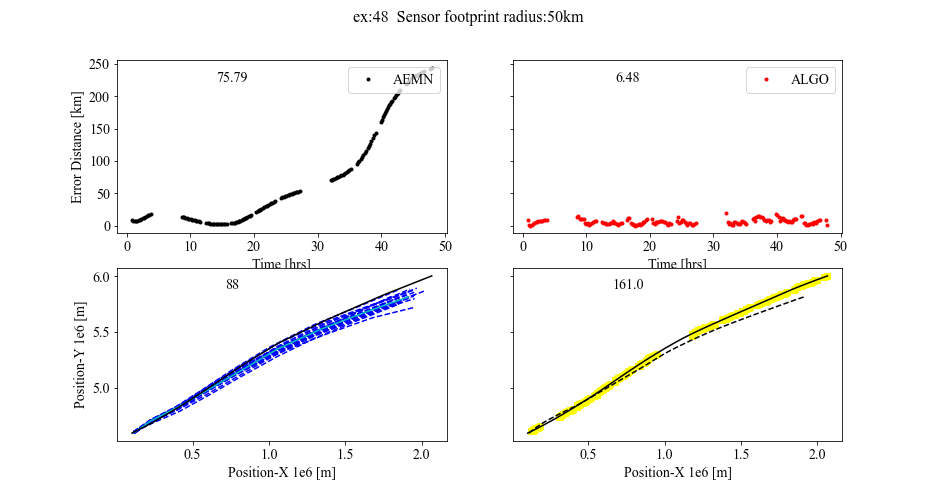 ex:48  Sensor footprint radius:50km
75.79
AEMN
6.48
ALGO
250
200
150
100
50
0
Error Distance [km]
0 10 20 30 40 50
0 10 20 30 40 50
Time [hrs]
Time [hrs]
88
161.0
6.0
5.5
5.0
Position-Y 1e6 [m]
0.5 1.0 1.5 2.0
0.5 1.0 1.5 2.0
Position-X 1e6 [m]
Position-X 1e6 [m]